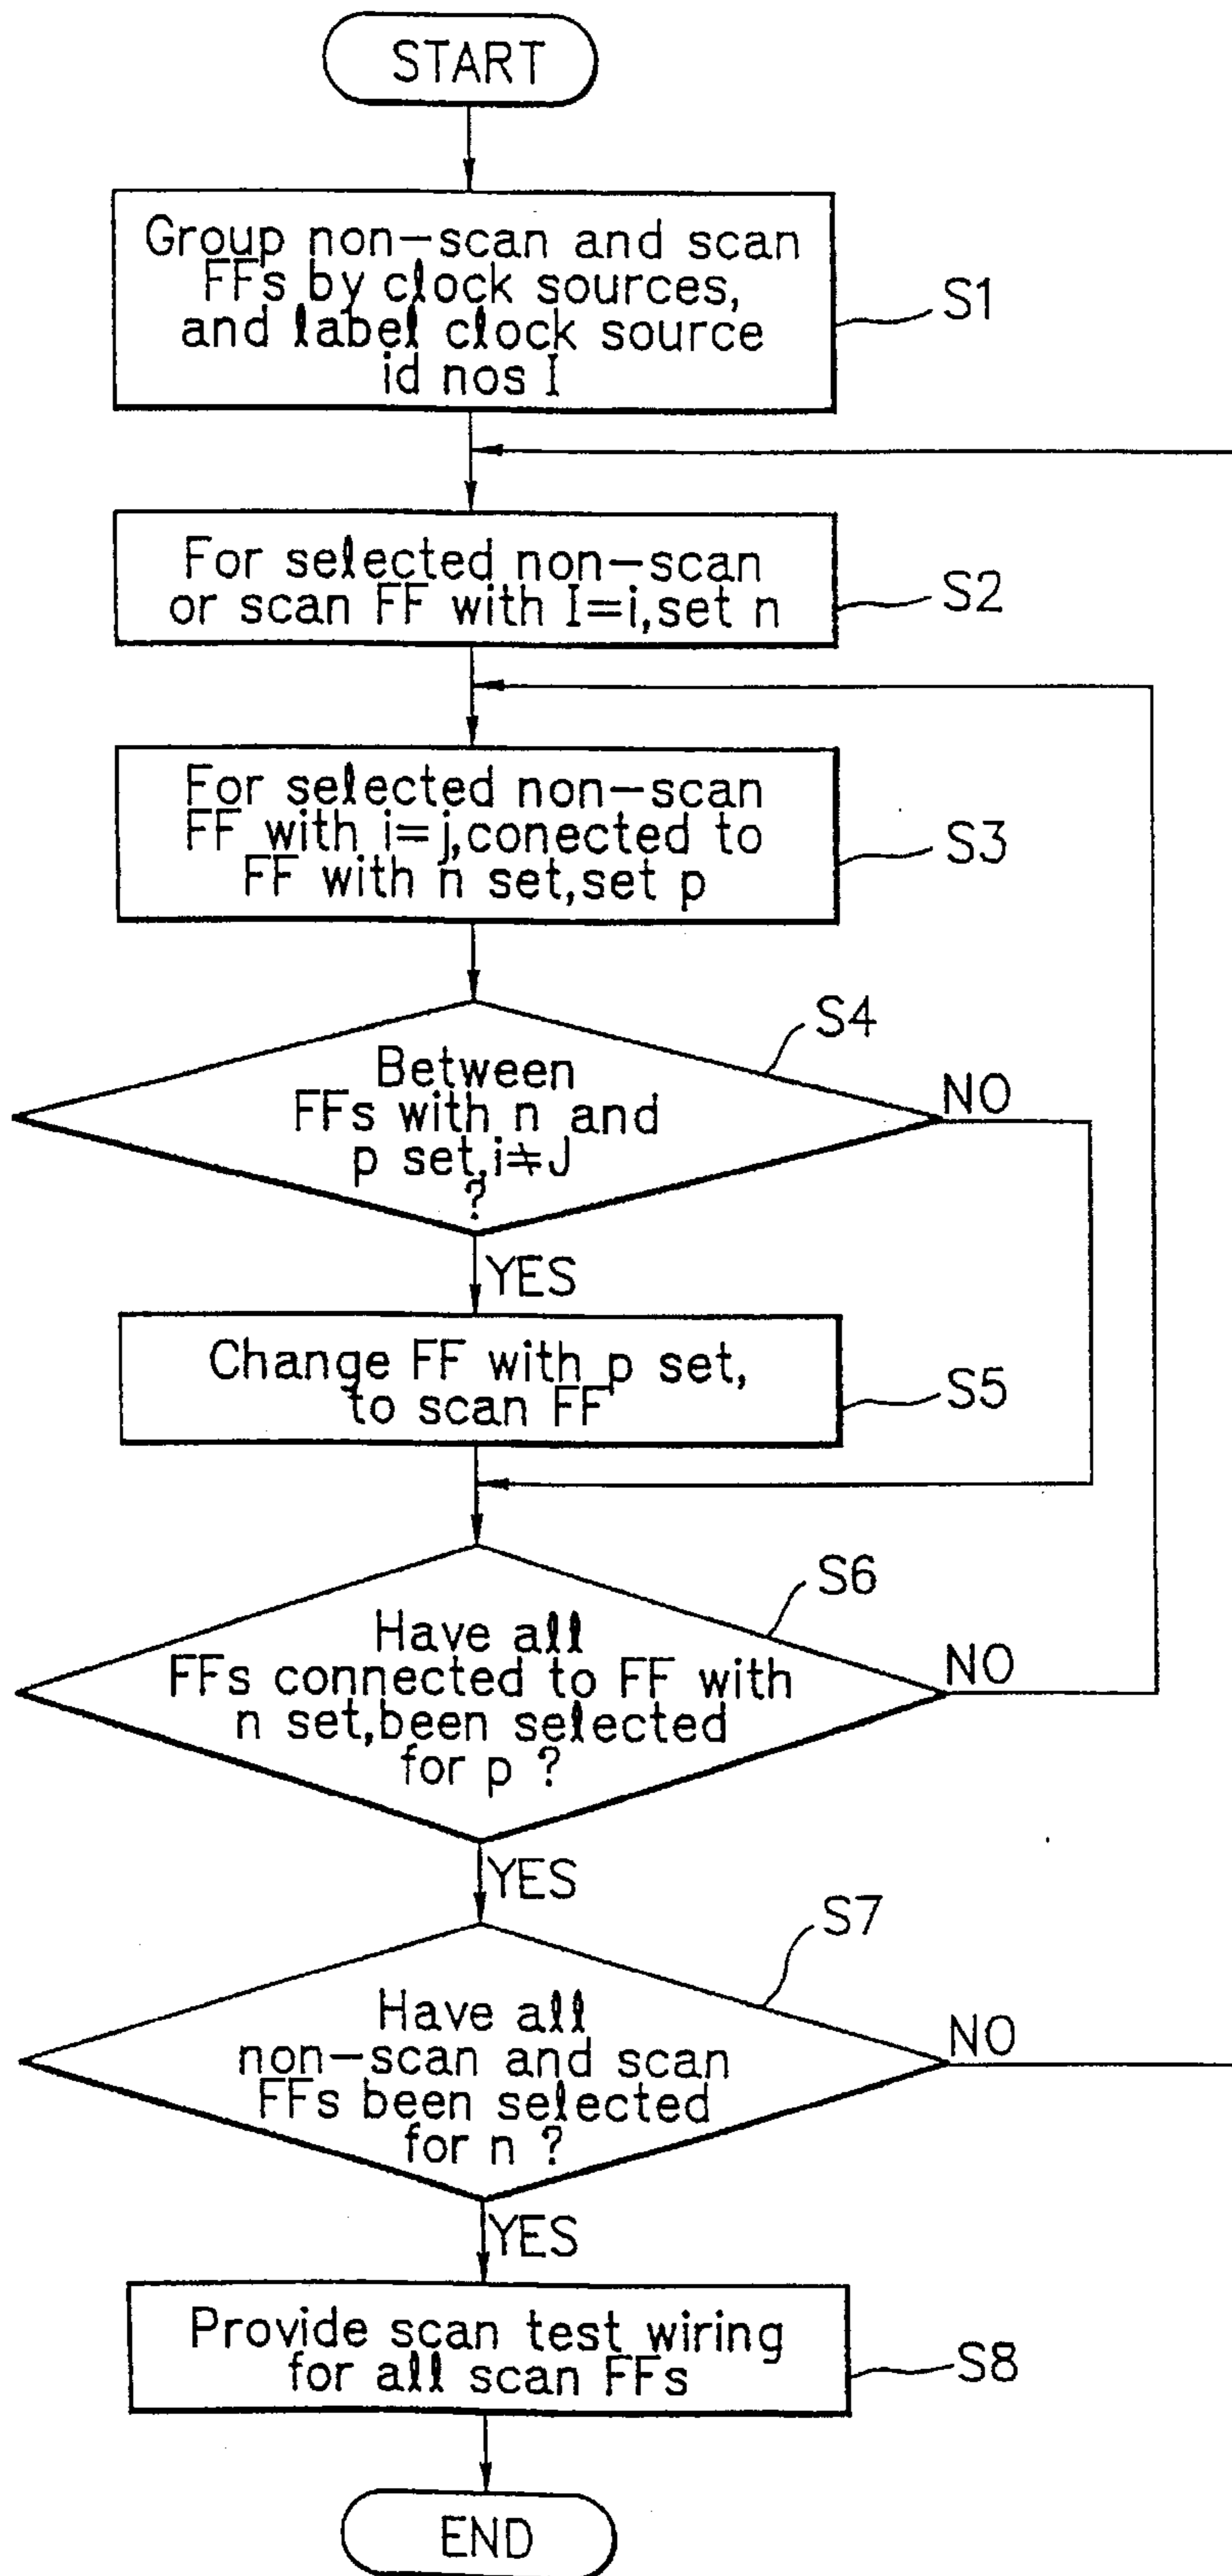 START
Group non-scan and scan
FFs by clock sources,
and label clock source
id nos I
S1
For selected non-scan
or scan FF with I=i,set n
S2
For selected non-scan
FF with i=j,conected to
FF with n set,set p
S3
S4
Between
FFs with n and
p set,i≠J
?
NO
YES
Change FF with p set,
to scan FF
S5
S6
Have all
FFs connected to FF with
n set,been selected
for p ?
NO
YES
S7
Have all
non-scan and scan
FFs been selected
for n ?
NO
YES
Provide scan test wiring
for all scan FFs
S8
END